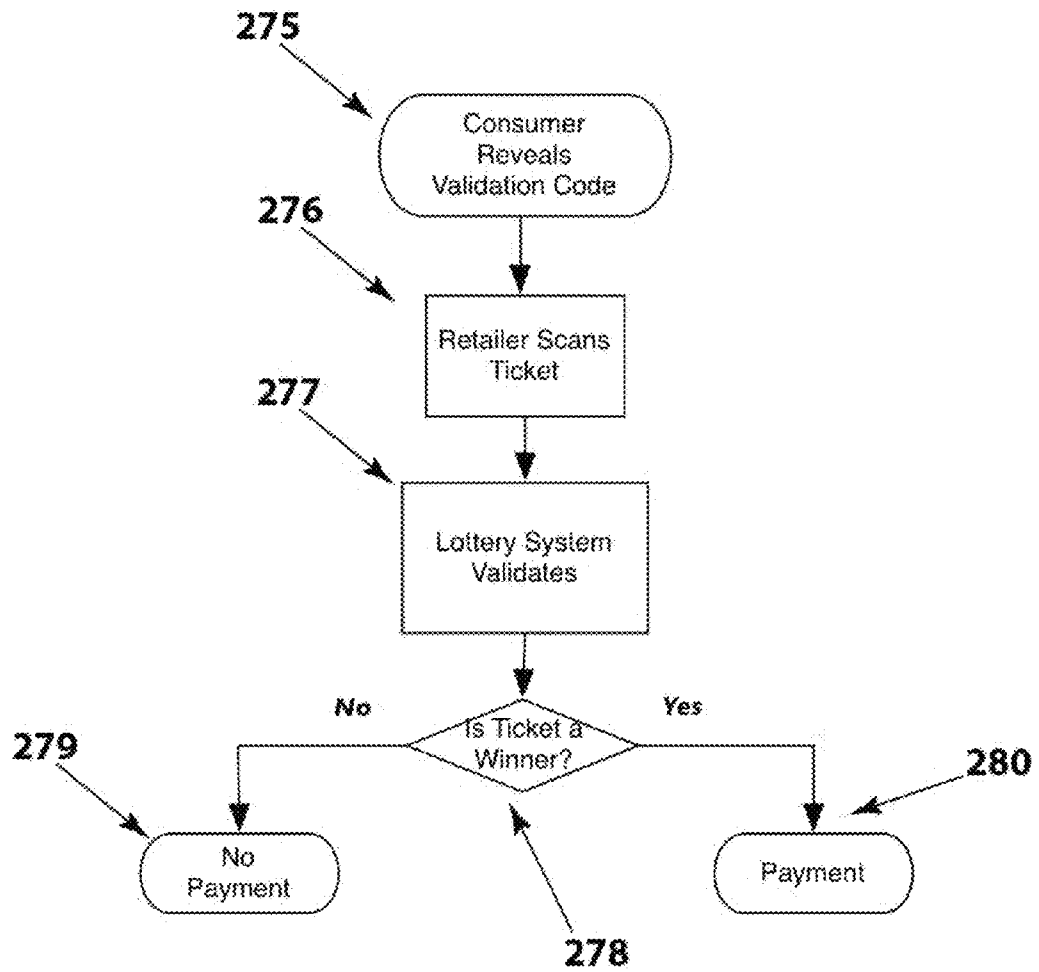 275
Consumer
Reveals
Validation Code
276
Retailer Scans
Ticket
277
Lottery System
Validates
No
Yes
Is Ticket a
Winner?
279
280
No
Payment
Payment
278